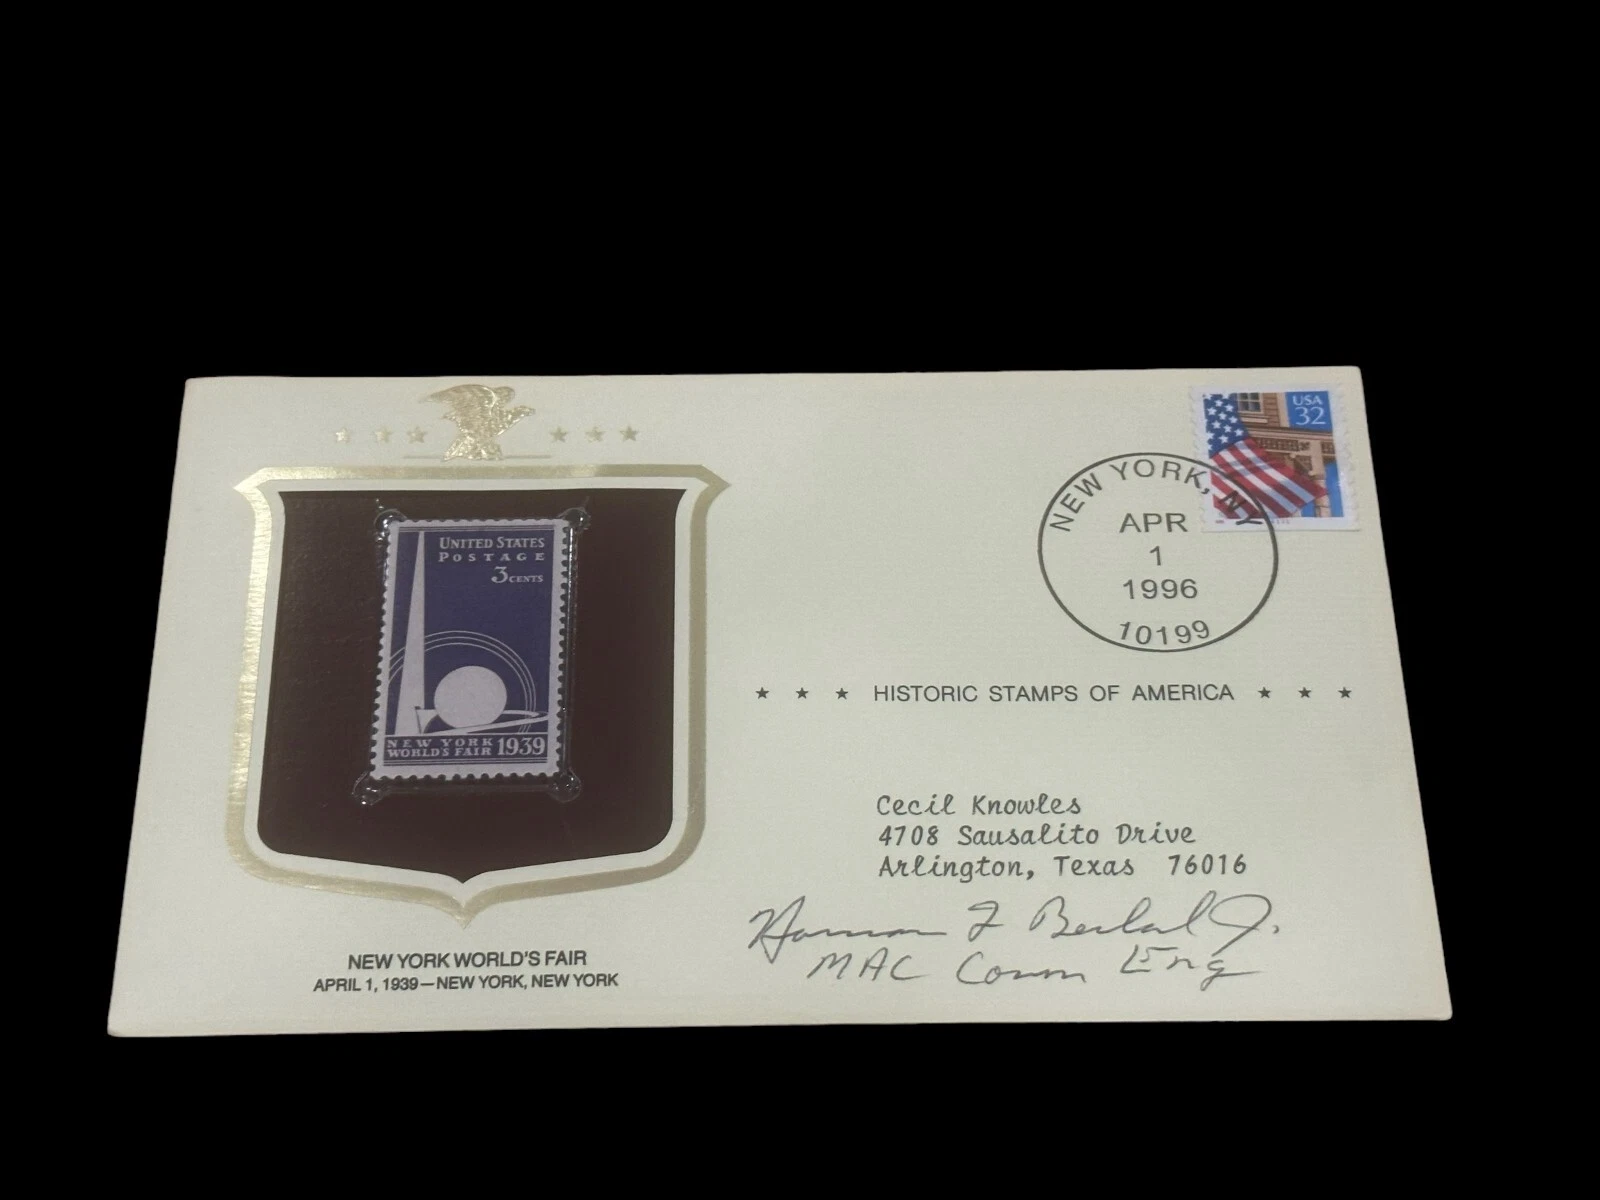 UNITED STATES
POSTAGE
3 CENTS
NEW YORK
WORLD'S FAIR 1939
NEW YORK WORLD'S FAIR
APRIL 1, 1939—NEW YORK, NEW YORK
USA
32
NEW YORK, NY
APR
1
1996
10199
★ ★ ★ HISTORIC STAMPS OF AMERICA ★ ★ ★
Cecil Knowles
4708 Sausalito Drive
Arlington, Texas 76016
Jr.
MAC Comm Eng